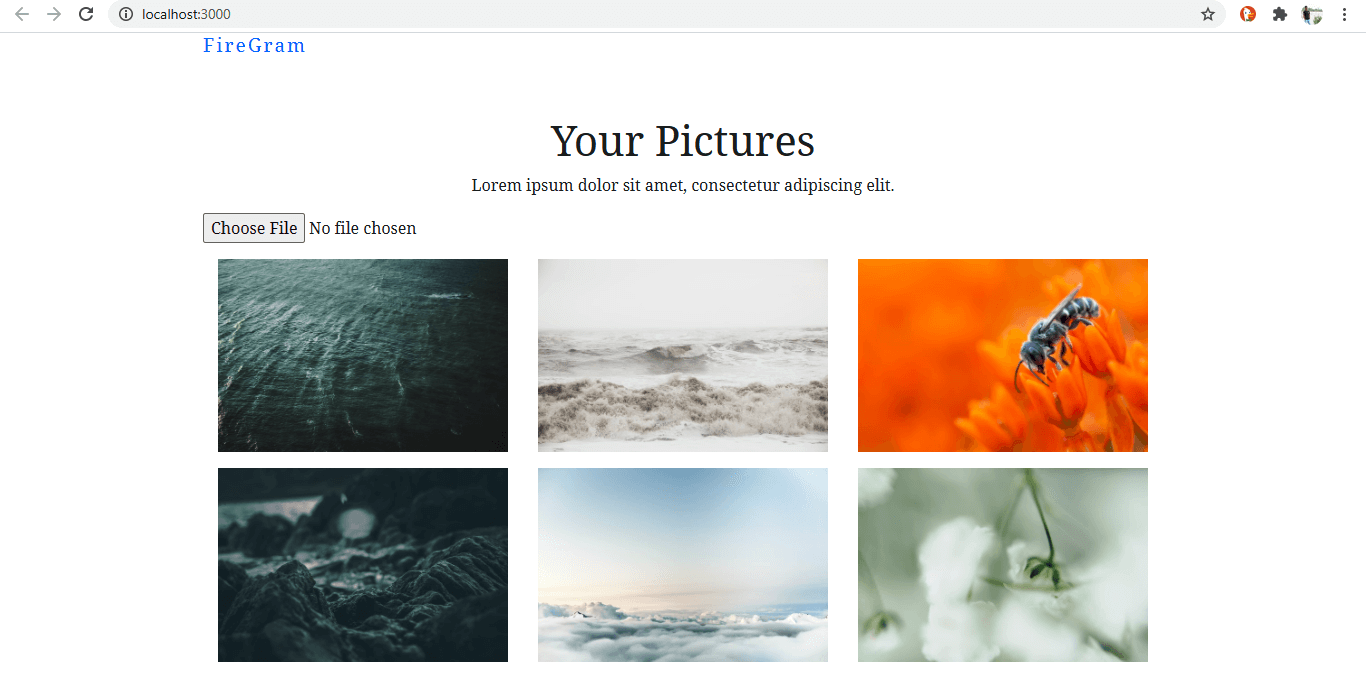 localhost:3000
FireGram
Your Pictures
Lorem ipsum dolor sit amet, consectetur adipiscing elit.
Choose File No file chosen